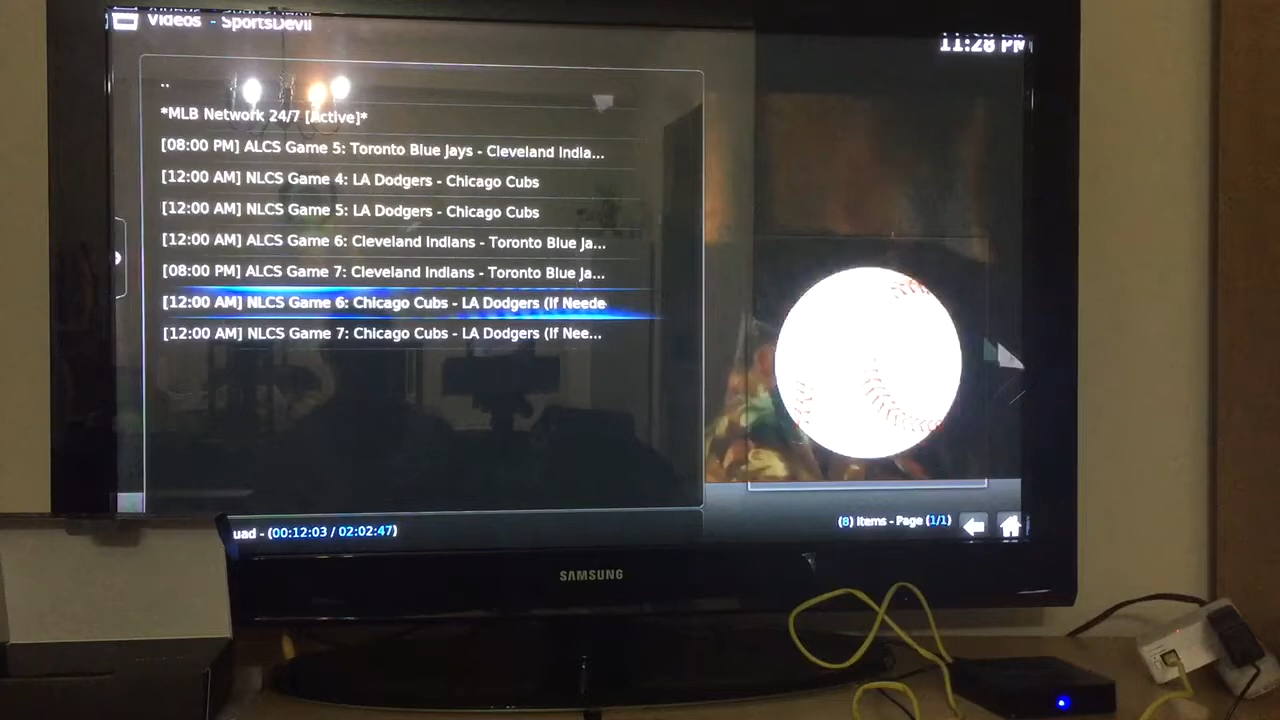 Videos - SportsDevil
11:28 PM
..
*MLB Network 24/7 [Active]*
[08:00 PM] ALCS Game 5: Toronto Blue Jays - Cleveland India...
[12:00 AM] NLCS Game 4: LA Dodgers - Chicago Cubs
[12:00 AM] NLCS Game 5: LA Dodgers - Chicago Cubs
[12:00 AM] ALCS Game 6: Cleveland Indians - Toronto Blue Ja...
[08:00 PM] ALCS Game 7: Cleveland Indians - Toronto Blue Ja...
[12:00 AM] NLCS Game 6: Chicago Cubs - LA Dodgers (If Neede
[12:00 AM] NLCS Game 7: Chicago Cubs - LA Dodgers (If Nee...
uad - (00:12:03 / 02:02:47)
(8) Items - Page (1/1)
SAMSUNG